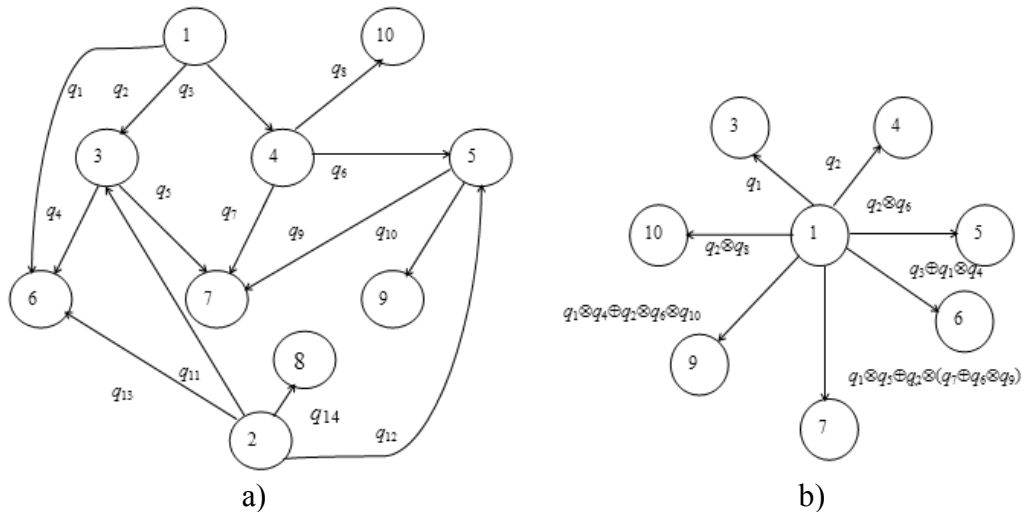 1
10
q₈
q₁
q₂
q₃
3
4
5
q₆
q₅
q₄
q₇
q₉
q₁₀
6
7
9
8
q₁₁
q₁₃
q14
2
q₁₂
a)
3
4
q₂
q₁
q₂⊗q₆
10
1
5
q₂⊗q₈
q₃⊕q₁⊗q₄
q₁⊗q₄⊕q₂⊗q₆⊗q₁₀
6
9
q₁⊗q₅⊕q₂⊗(q₇⊕q₆⊗q₉)
7
b)